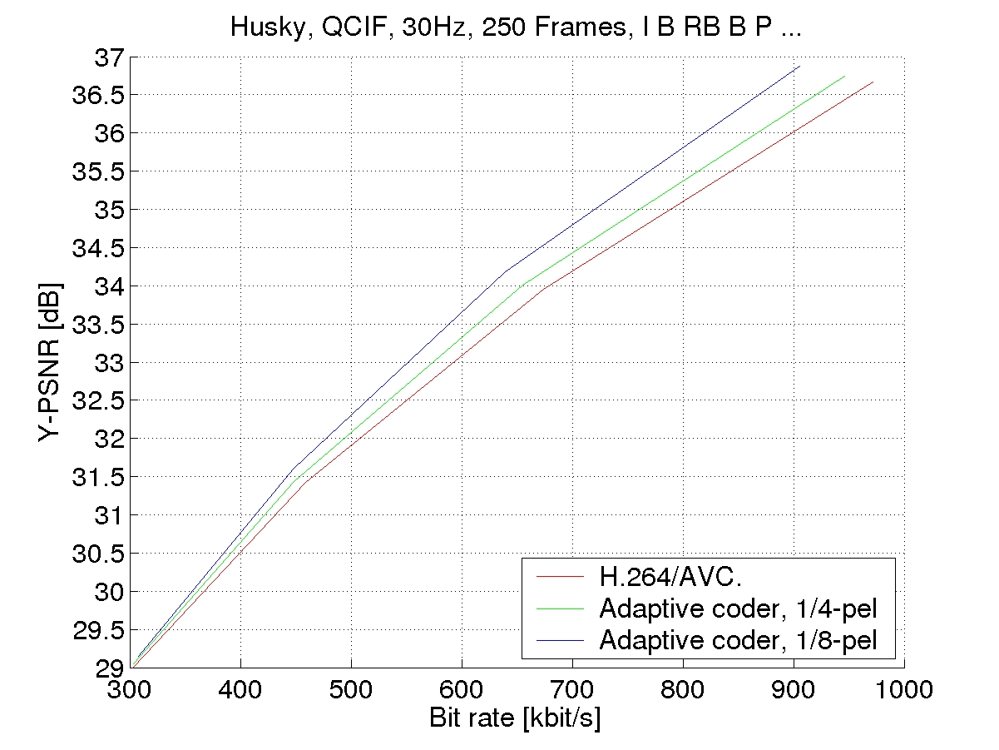 Husky, QCIF, 30Hz, 250 Frames, I B RB B P ...
37
36.5
36
35.5
35
34.5
34
33.5
33
32.5
32
31.5
31
30.5
30
29.5
29
Y-PSNR [dB]
H.264/AVC.
Adaptive coder, 1/4-pel
Adaptive coder, 1/8-pel
300 400 500 600 700 800 900 1000
Bit rate [kbit/s]